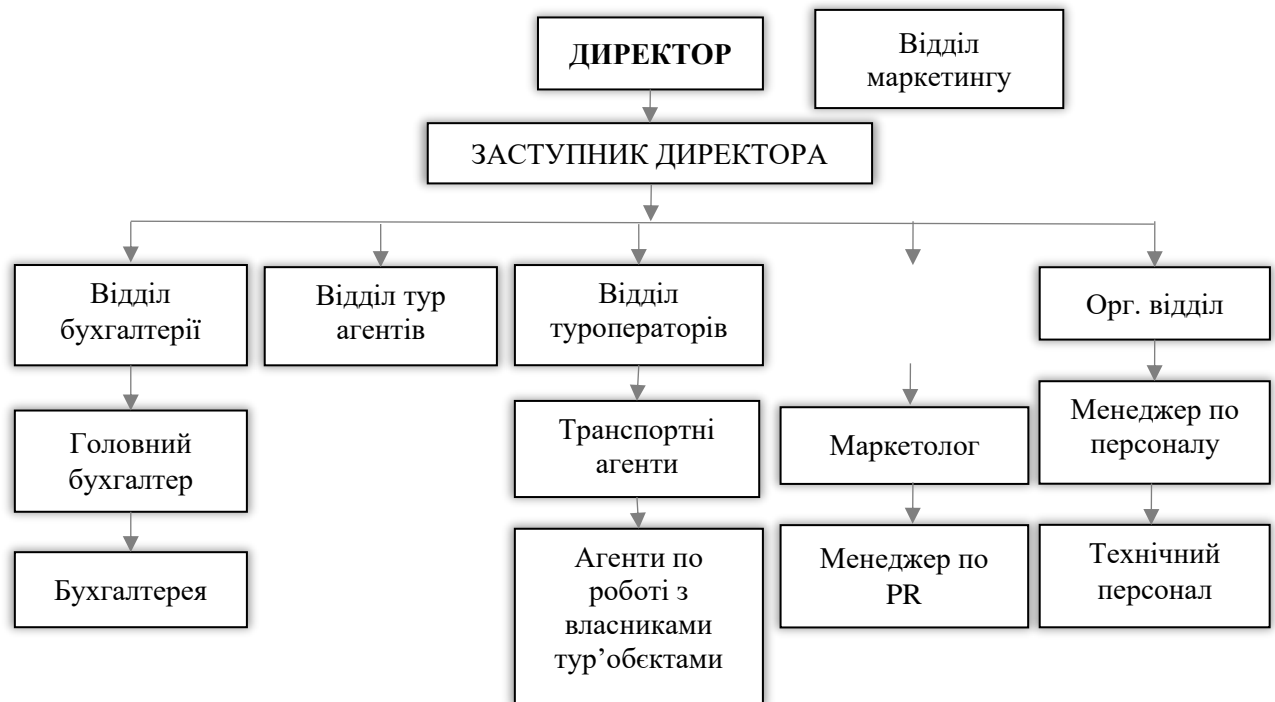 ДИРЕКТОР
Відділ
маркетингу
ЗАСТУПНИК ДИРЕКТОРА
Відділ
бухгалтерії
Відділ тур
агентів
Відділ
туроператорів
Орг. відділ
Головний
бухгалтер
Транспортні
агенти
Маркетолог
Менеджер по
персоналу
Бухгалтерея
Агенти по
роботі з
власниками
тур’обєктами
Менеджер по
PR
Технічний
персонал